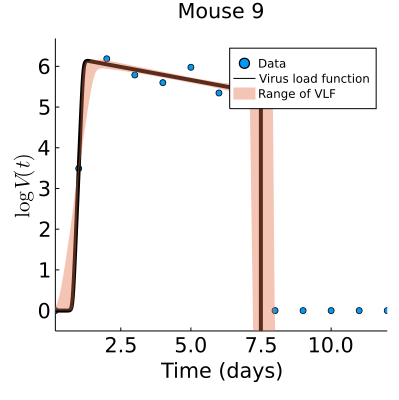 Mouse 9
log V(t)
6
5
4
3
2
1
0
Data
Virus load function
Range of VLF
2.5 5.0 7.5 10.0
Time (days)